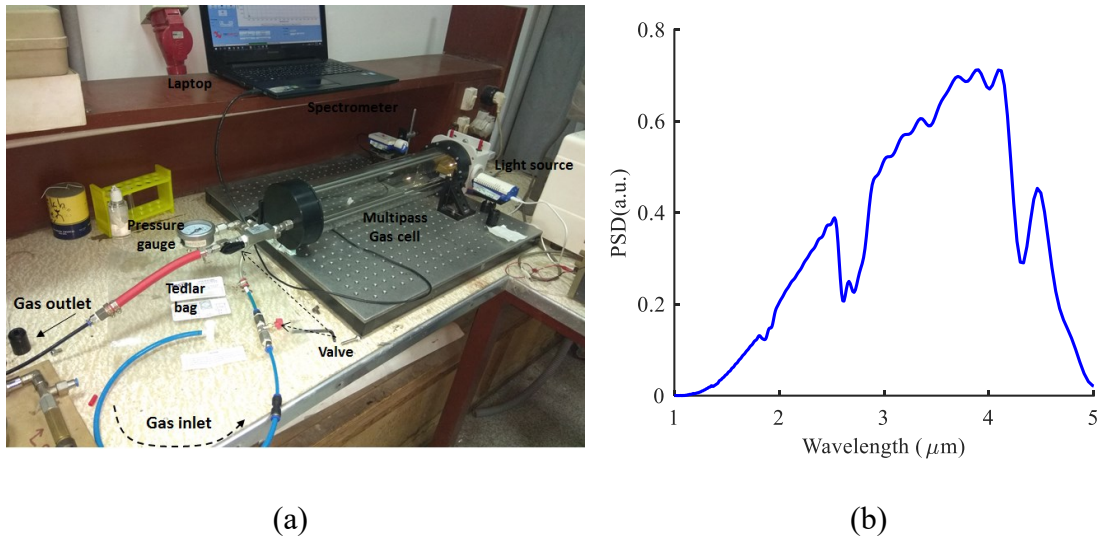 Laptop
Spectrometer
Light source
Multipass
Gas cell
Pressure
gauge
Tedlar
bag
Gas outlet
Valve
Gas inlet
(a)
PSD(a.u.)
0.8
0.6
0.4
0.2
0
1 2 3 4 5
Wavelength ( μm)
(b)